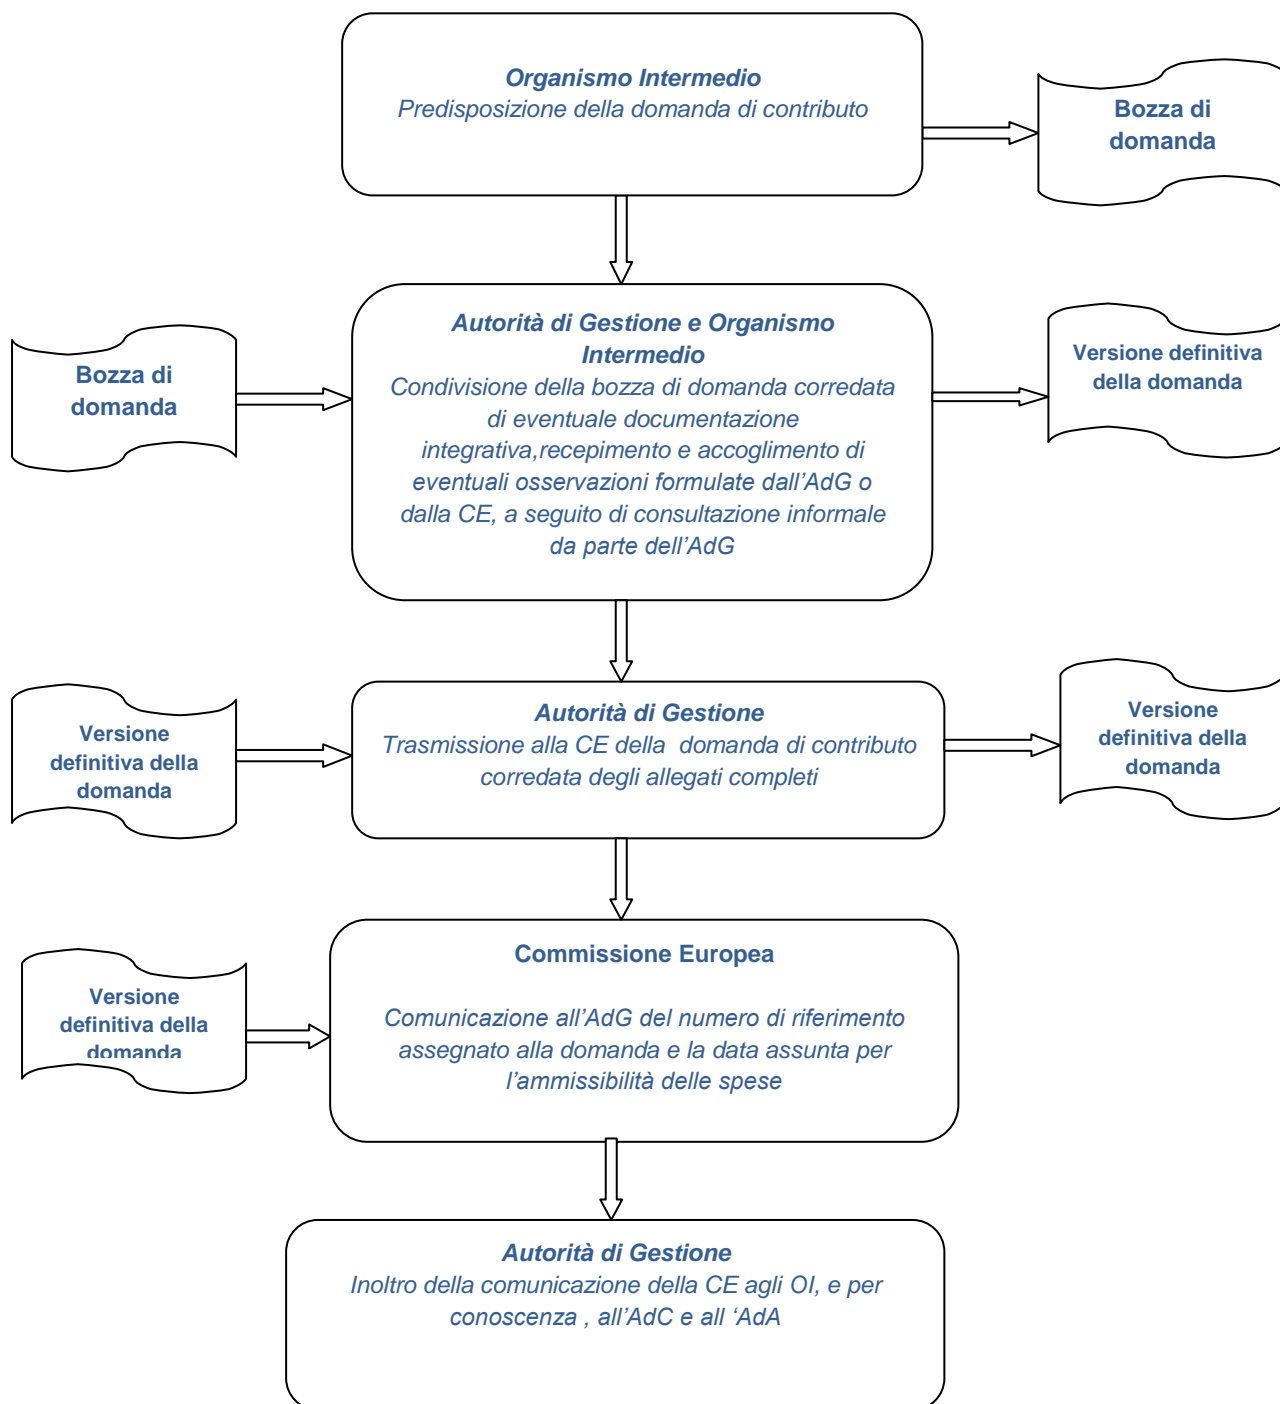 Organismo Intermedio
Predisposizione della domanda di contributo
Bozza di
domanda
Bozza di
domanda
Autorità di Gestione e Organismo
Intermedio
Condivisione della bozza di domanda corredata
di eventuale documentazione
integrativa,recepimento e accoglimento di
eventuali osservazioni formulate dall’AdG o
dalla CE, a seguito di consultazione informale
da parte dell’AdG
Versione definitiva
della domanda
Versione
definitiva della
domanda
Autorità di Gestione
Trasmissione alla CE della domanda di contributo
corredata degli allegati completi
Versione
definitiva della
domanda
Versione
definitiva della
domanda
Commissione Europea
Comunicazione all’AdG del numero di riferimento
assegnato alla domanda e la data assunta per
l’ammissibilità delle spese
Autorità di Gestione
Inoltro della comunicazione della CE agli OI, e per
conoscenza , all’AdC e all ‘AdA